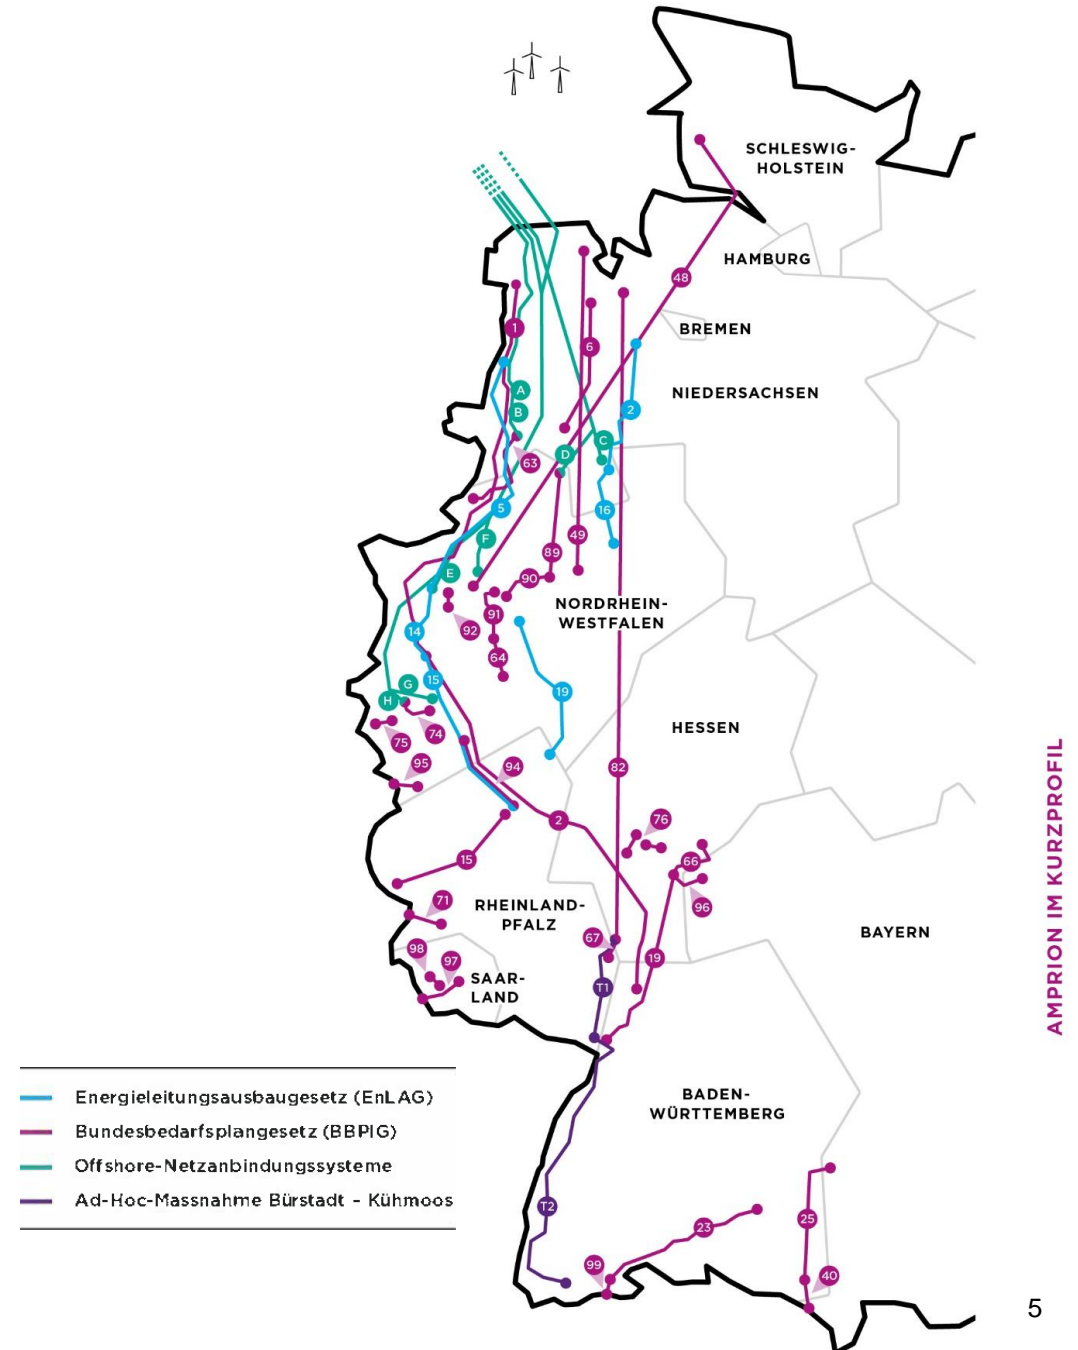 SCHLESWIG-
HOLSTEIN
HAMBURG
48
BREMEN
1
6
NIEDERSACHSEN
A
2
B
C
D
63
5
16
F
49
89
E
90
NORDRHEIN-
WESTFALEN
91
14
92
64
15
G
19
H
74
HESSEN
75
95
94
82
2
76
15
66
71
96
RHEINLAND-
PFALZ
BAYERN
67
98
97
19
SAAR-
LAND
T1
BADEN-
WÜRTTEMBERG
T2
23
25
99
40
Energieleitungsausbaugesetz (EnLAG)
Bundesbedarfsplangesetz (BBPIG)
Offshore-Netzanbindungssysteme
Ad-Hoc-Massnahme Bürstadt - Kühmoos
AMPRION IM KURZPROFIL
5